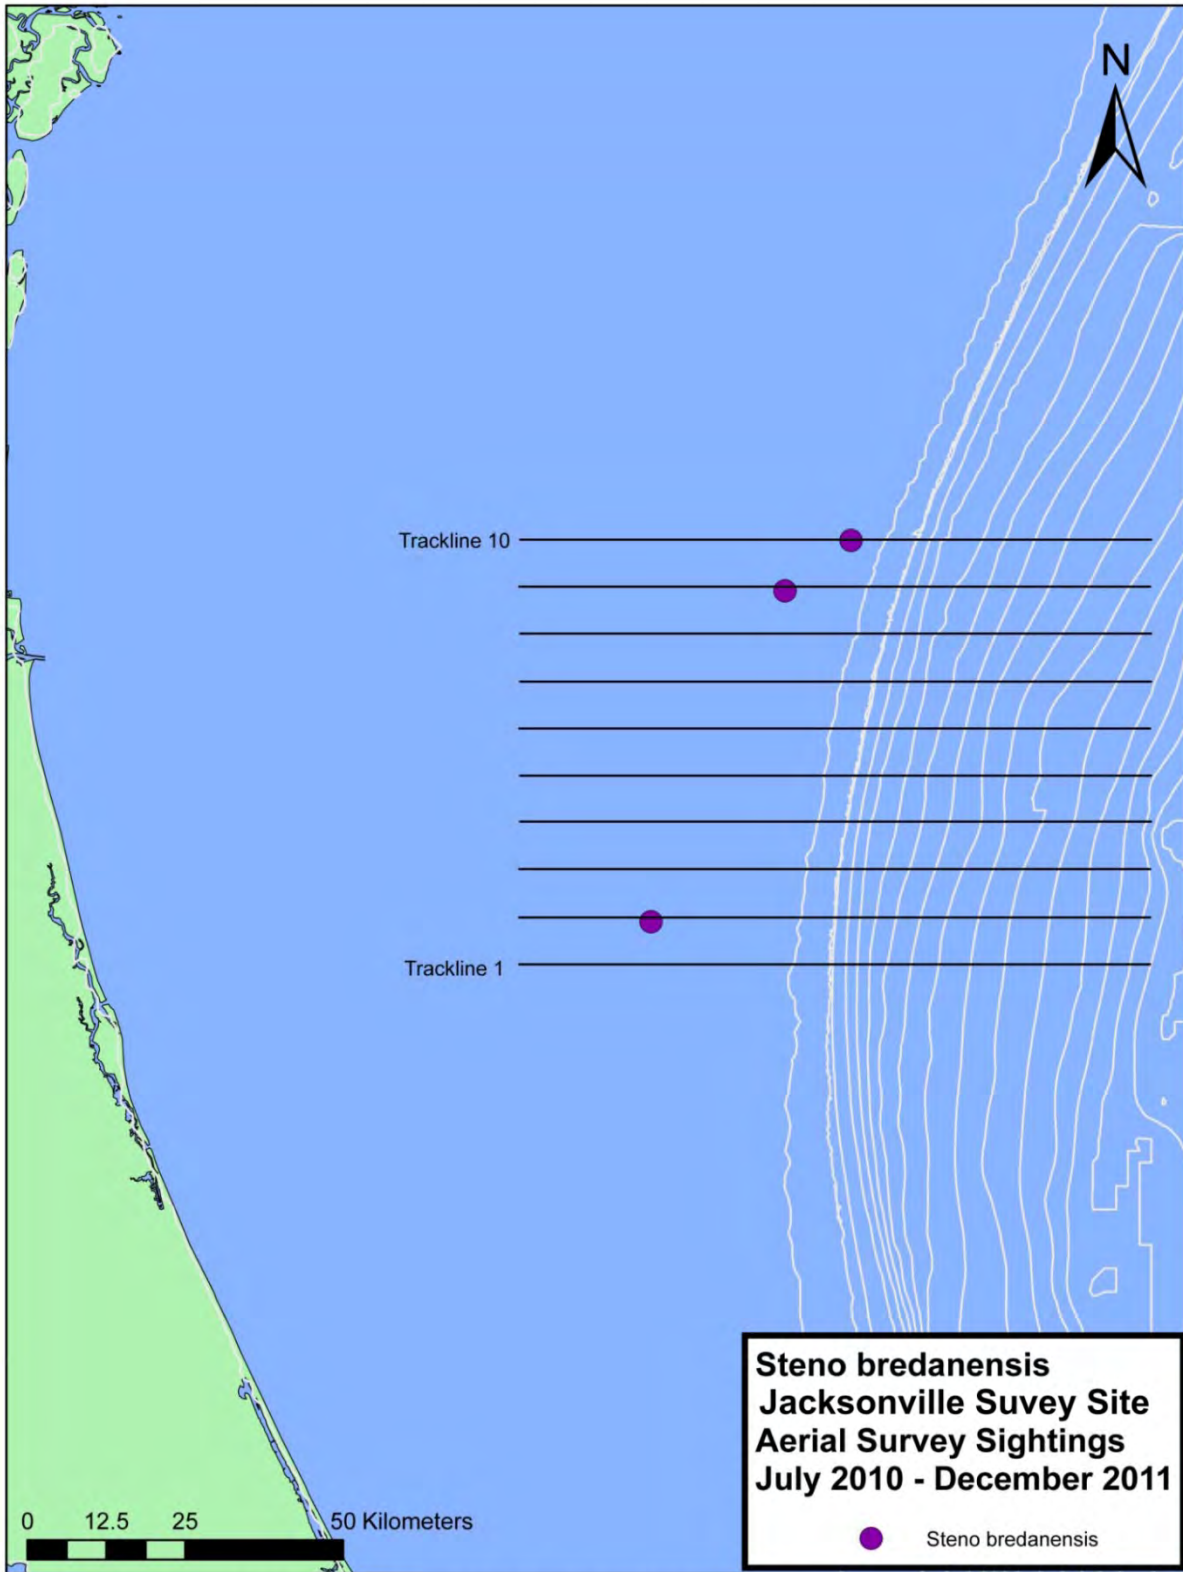 N
Trackline 10
Trackline 1
Steno bredanensis
Jacksonville Suvey Site
Aerial Survey Sightings
July 2010 - December 2011
Steno bredanensis
0 12.5 25 50 Kilometers